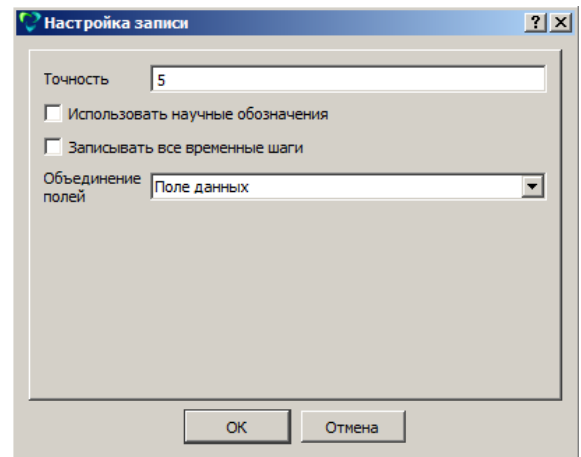 Настройка записи
Точность 5
Использовать научные обозначения
Записывать все временные шаги
Объединение
полей
Поле данных
OK Отмена